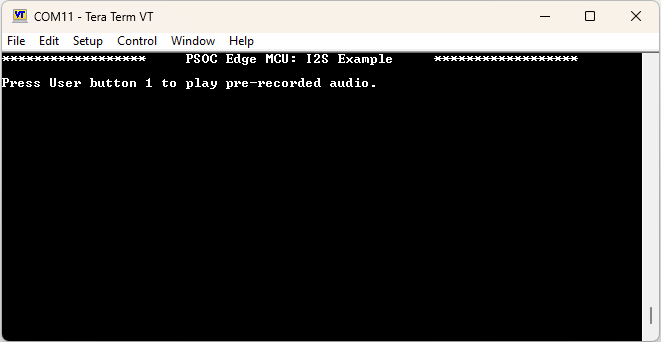 COM11 - Tera Term VT
File Edit Setup Control Window Help
****************** PSOC Edge MCU: I2S Example ******************
Press User button 1 to play pre-recorded audio.